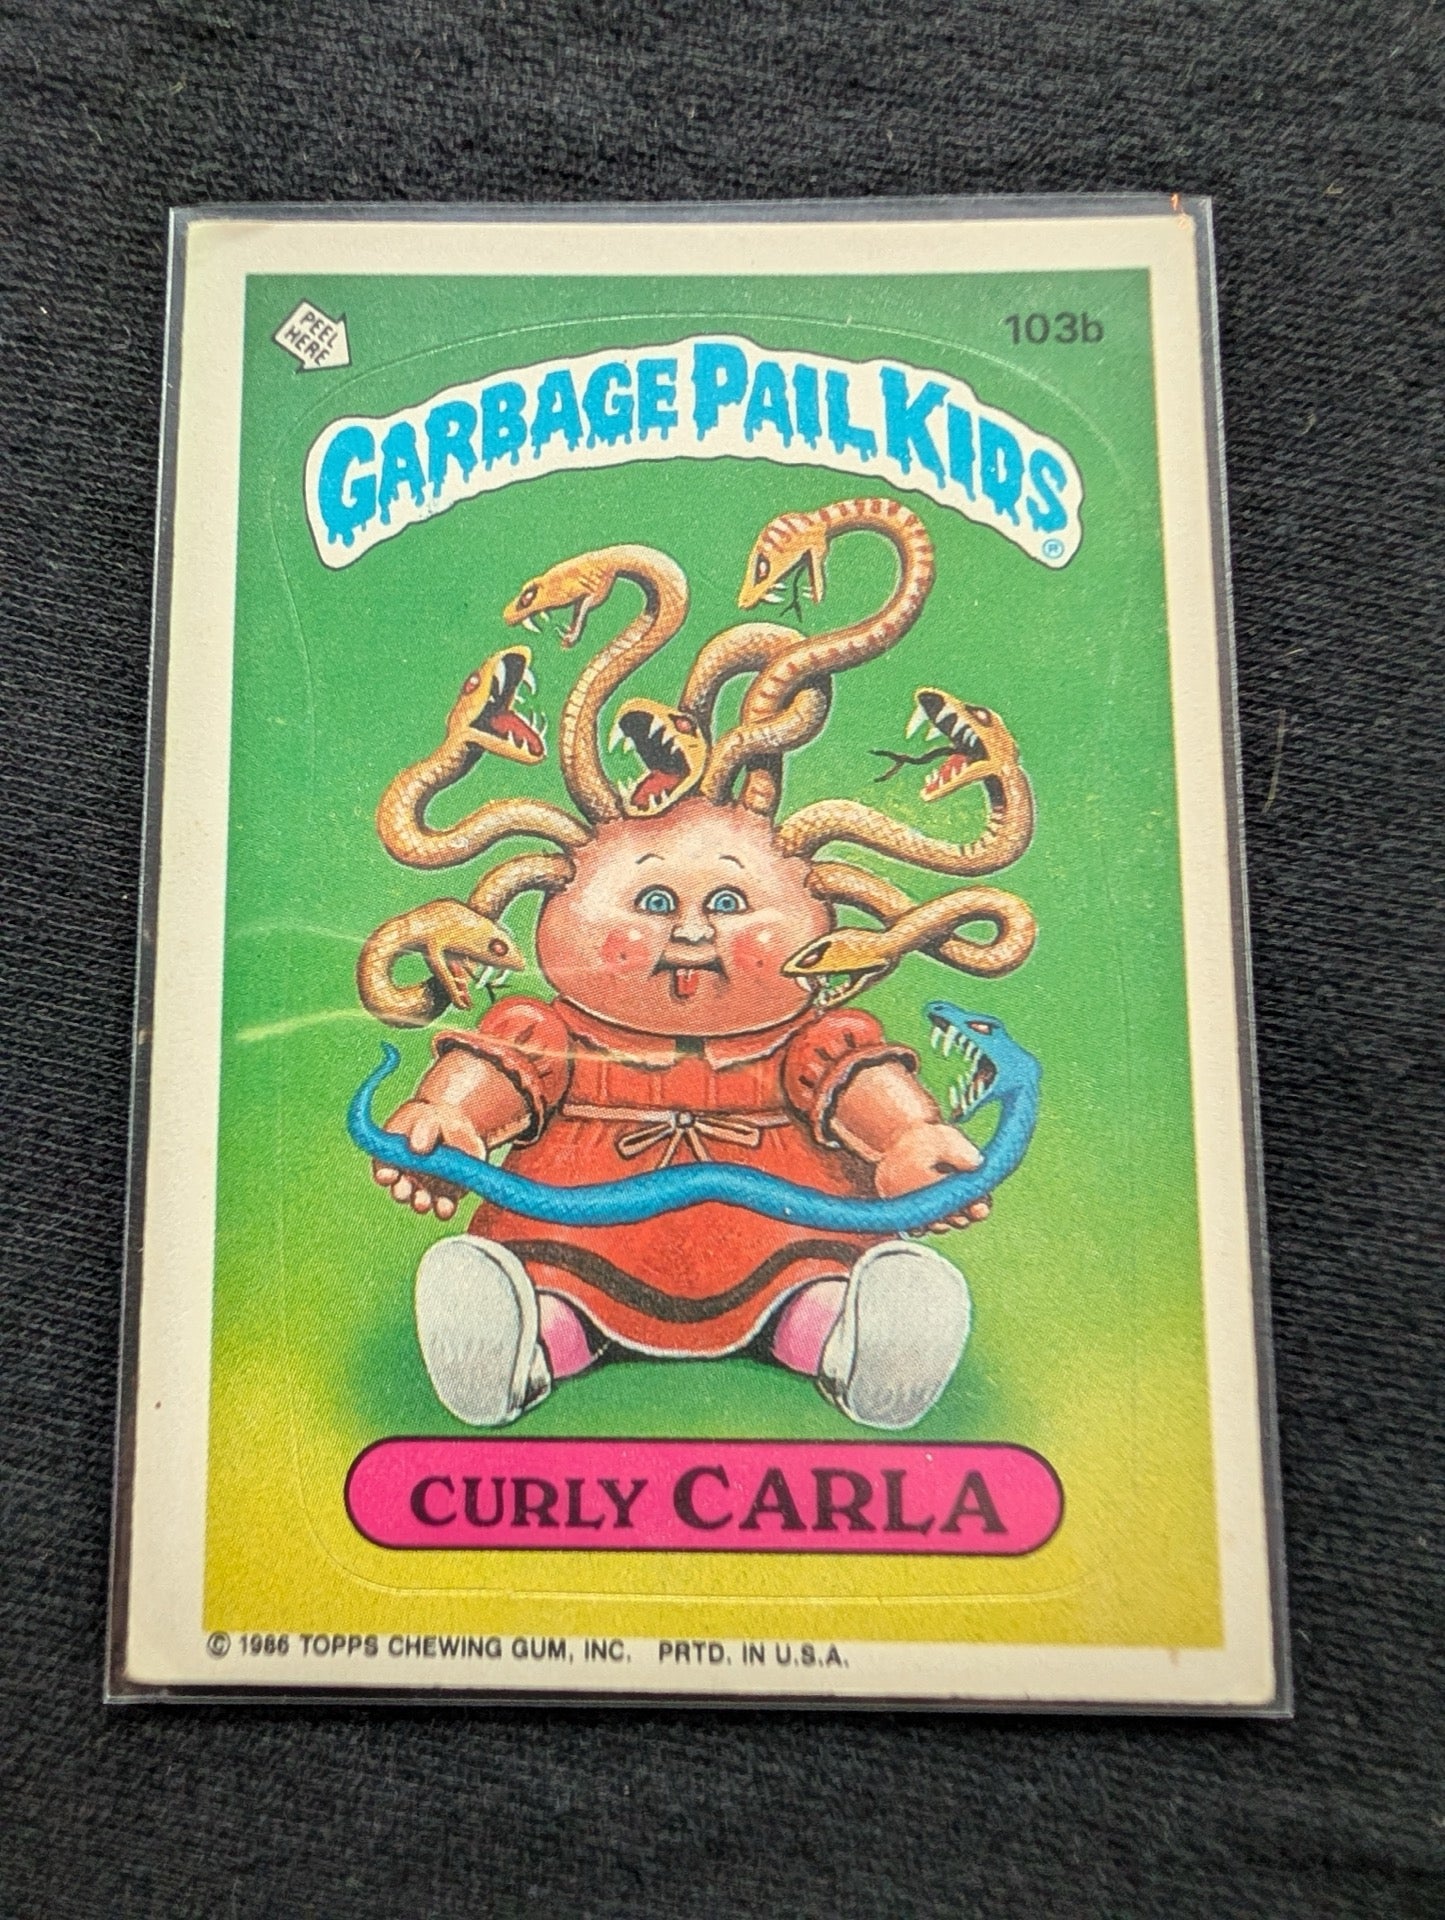 PEEL
HERE
103b
GARBAGE PAIL KIDS
®
CURLY CARLA
© 1986 TOPPS CHEWING GUM, INC. PRTD. IN U.S.A.